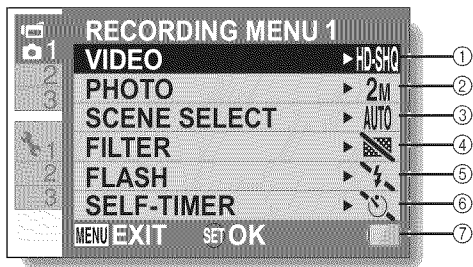 RECORDING MENU 1
1
2
3
1
2
3
VIDEO HD-SHQ ①
PHOTO 2M ②
SCENE SELECT AUTO ③
FILTER ④
FLASH ⑤
SELF-TIMER ⑥
MENU EXIT SET OK ⑦